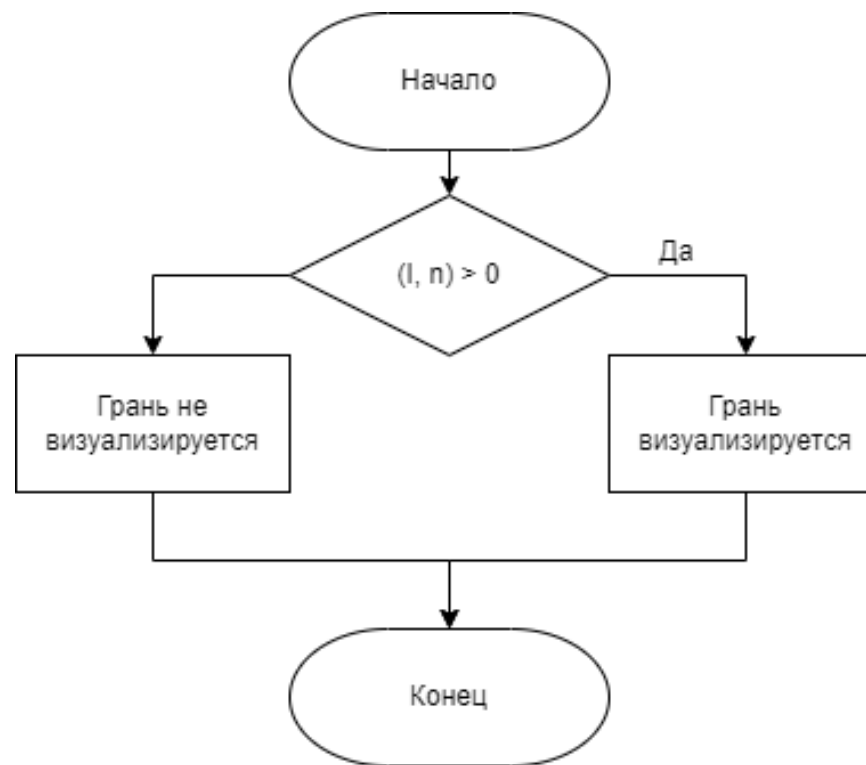 Начало
(l, n) > 0
Да
Грань не
визуализируется
Грань
визуализируется
Конец